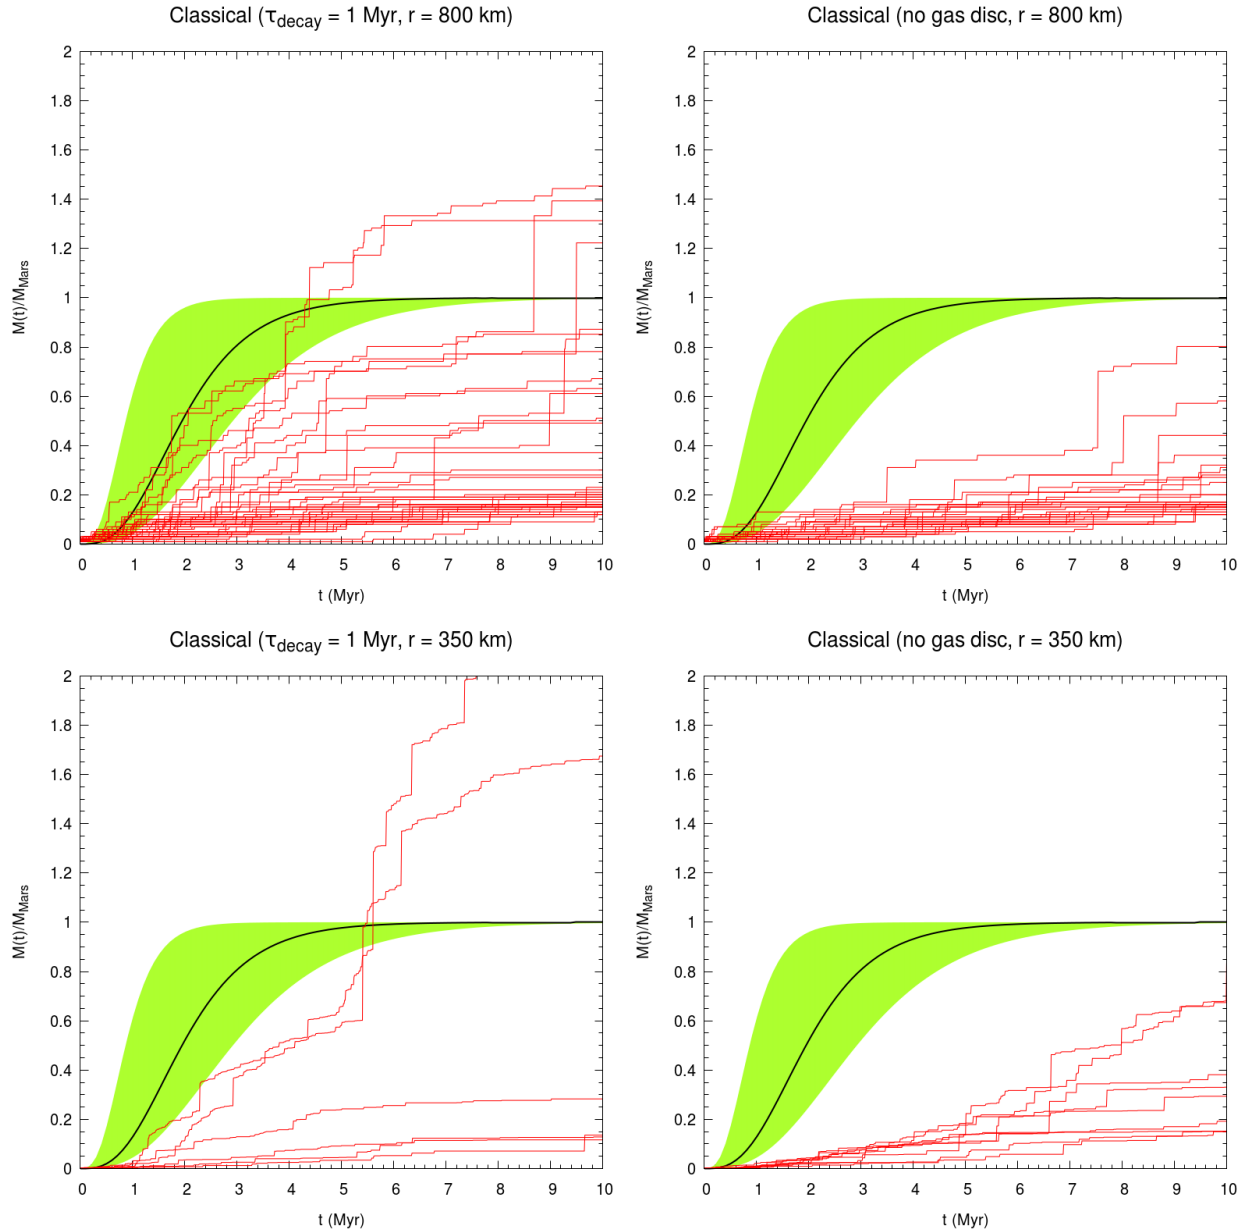 Classical (τdecay = 1 Myr, r = 800 km)
2
1.8
1.6
1.4
1.2
1
0.8
0.6
0.4
0.2
0
M(t)/MMars
0 1 2 3 4 5 6 7 8 9 10
t (Myr)
Classical (no gas disc, r = 800 km)
2
1.8
1.6
1.4
1.2
1
0.8
0.6
0.4
0.2
0
M(t)/MMars
0 1 2 3 4 5 6 7 8 9 10
t (Myr)
Classical (τdecay = 1 Myr, r = 350 km)
2
1.8
1.6
1.4
1.2
1
0.8
0.6
0.4
0.2
0
M(t)/MMars
0 1 2 3 4 5 6 7 8 9 10
t (Myr)
Classical (no gas disc, r = 350 km)
2
1.8
1.6
1.4
1.2
1
0.8
0.6
0.4
0.2
0
M(t)/MMars
0 1 2 3 4 5 6 7 8 9 10
t (Myr)